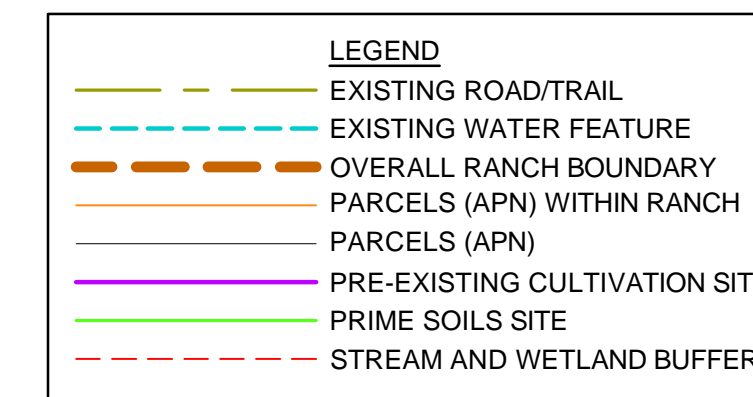 LEGEND
EXISTING ROAD/TRAIL
EXISTING WATER FEATURE
OVERALL RANCH BOUNDARY
PARCELS (APN) WITHIN RANCH
PARCELS (APN)
PRE-EXISTING CULTIVATION SIT
PRIME SOILS SITE
STREAM AND WETLAND BUFFER